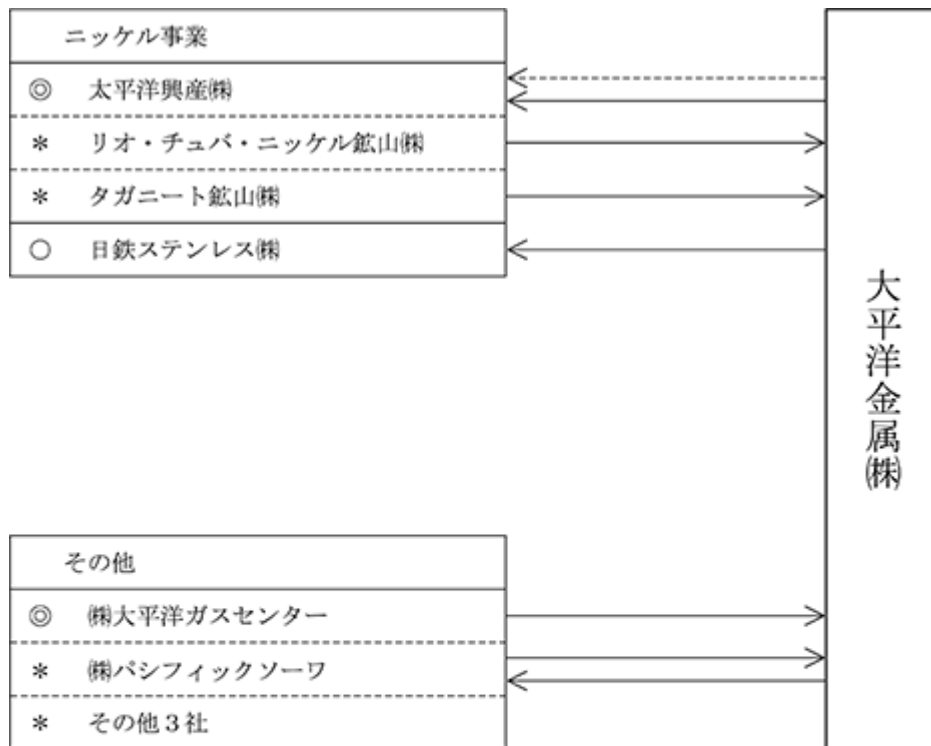 ニッケル事業
◎ 太平洋興産㈱
＊ リオ・チュバ・ニッケル鉱山㈱
＊ タガニート鉱山㈱
○ 日鉄ステンレス㈱
大平洋金属㈱
その他
◎ ㈱大平洋ガスセンター
＊ ㈱パシフィックソーワ
＊ その他３社